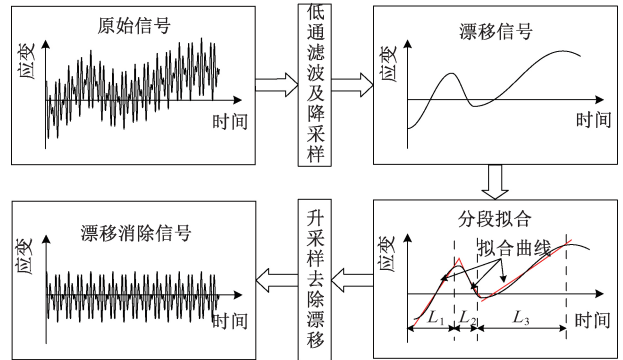 原始信号
应变
时间
低通滤波及降采样
漂移信号
应变
时间
分段拟合
拟合曲线
应变
时间
L1 L2 L3
升采样去除漂移
漂移消除信号
应变
时间